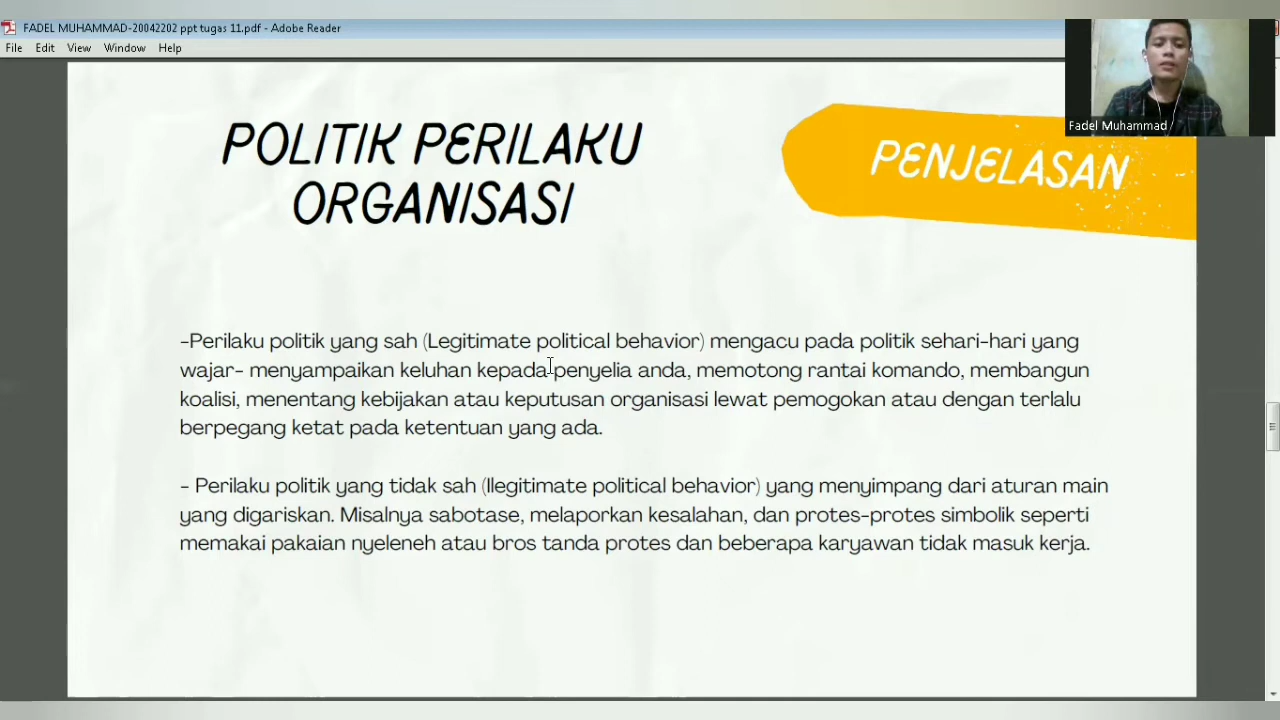 FADEL MUHAMMAD-20042202 ppt tugas 11.pdf - Adobe Reader
File Edit View Window Help
Fadel Muhammad
POLITIK PERILAKU
ORGANISASI
PENJELASAN
-Perilaku politik yang sah (Legitimate political behavior) mengacu pada politik sehari-hari yang
wajar- menyampaikan keluhan kepada penyelia anda, memotong rantai komando, membangun
koalisi, menentang kebijakan atau keputusan organisasi lewat pemogokan atau dengan terlalu
berpegang ketat pada ketentuan yang ada.
- Perilaku politik yang tidak sah (Ilegitimate political behavior) yang menyimpang dari aturan main
yang digariskan. Misalnya sabotase, melaporkan kesalahan, dan protes-protes simbolik seperti
memakai pakaian nyeleneh atau bros tanda protes dan beberapa karyawan tidak masuk kerja.